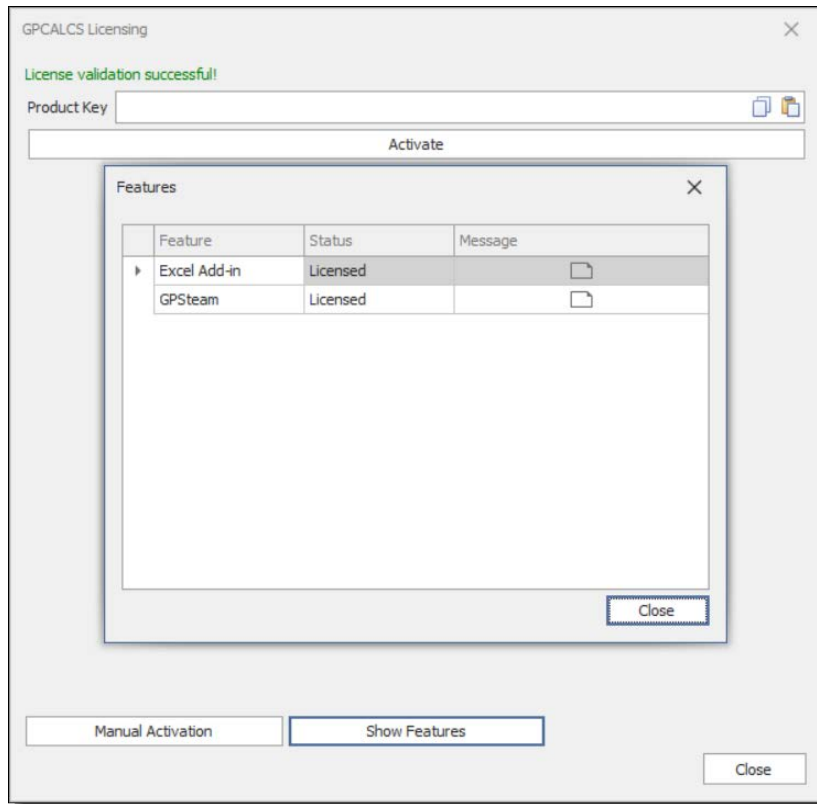 GPCALCS Licensing
License validation successful!
Product Key
Activate
Features
Feature Status Message
Excel Add-in Licensed
GPSteam Licensed
Close
Manual Activation Show Features
Close